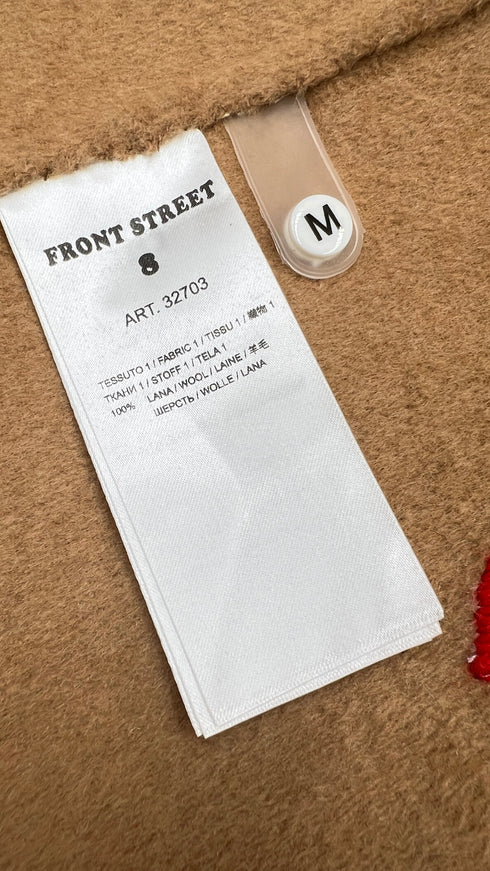 FRONT STREET
8
ART. 32703
TESSUTO 1 / FABRIC 1 / TISSU 1 / 織物 1
ТКАНИ 1 / STOFF 1 / TELA 1
100% LANA / WOOL / LAINE / 羊毛
ШЕРСТЬ / WOLLE / LANA
M